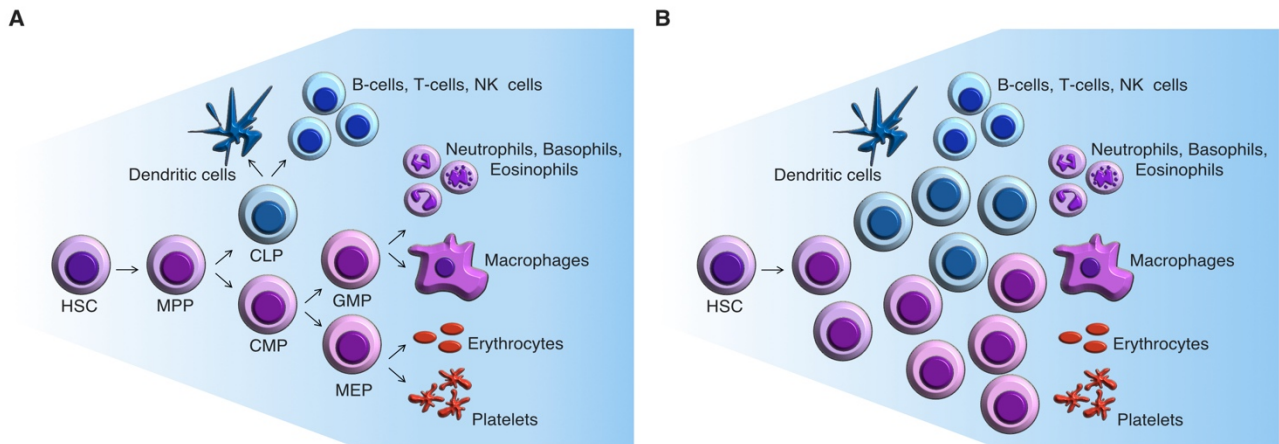 A
B-cells, T-cells, NK cells
Neutrophils, Basophils,
Eosinophils
Dendritic cells
CLP
HSC
MPP
GMP
Macrophages
CMP
Erythrocytes
MEP
Platelets
B
B-cells, T-cells, NK cells
Neutrophils, Basophils,
Eosinophils
Dendritic cells
HSC
Macrophages
Erythrocytes
Platelets